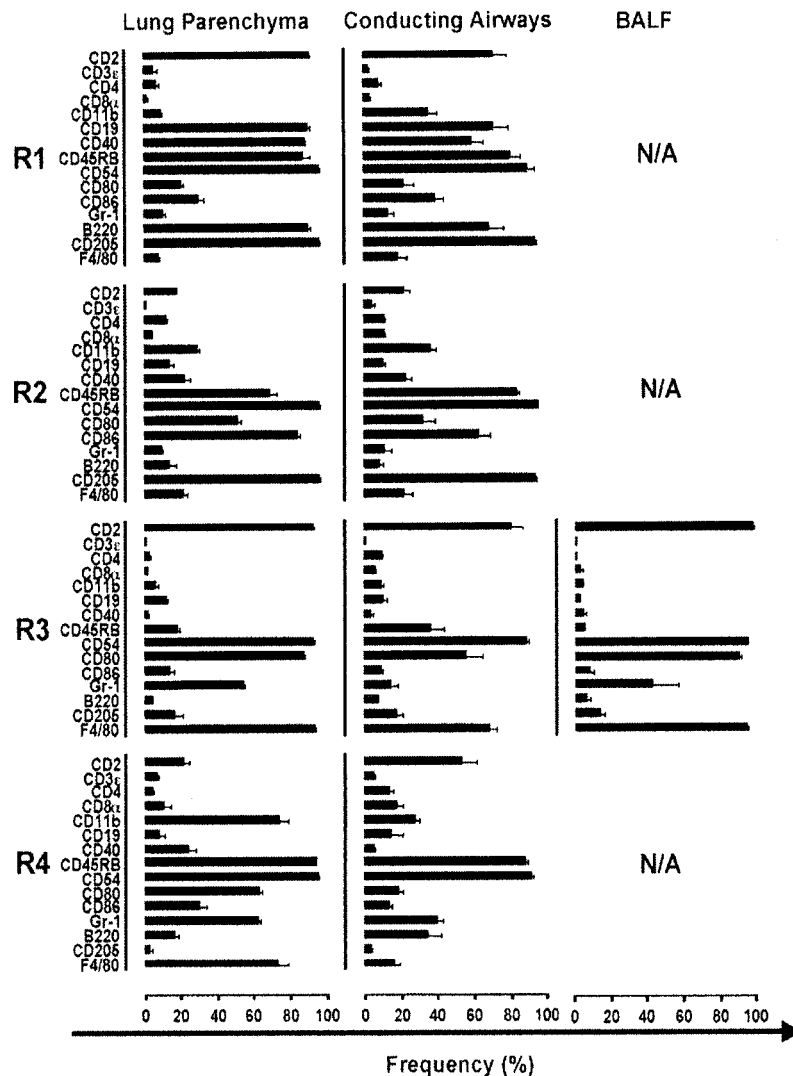 Lung Parenchyma Conducting Airways BALF
R1
CD2
CD3ε
CD4
CD8α
CD11b
CD19
CD40
CD45RB
CD54
CD80
CD86
Gr-1
B220
CD205
F4/80
N/A
R2
CD2
CD3ε
CD4
CD8α
CD11b
CD19
CD40
CD45RB
CD54
CD80
CD86
Gr-1
B220
CD205
F4/80
N/A
R3
CD2
CD3ε
CD4
CD8α
CD11b
CD19
CD40
CD45RB
CD54
CD80
CD86
Gr-1
B220
CD205
F4/80
R4
CD2
CD3ε
CD4
CD8α
CD11b
CD19
CD40
CD45RB
CD54
CD80
CD86
Gr-1
B220
CD205
F4/80
N/A
0 20 40 60 80 100 0 20 40 60 80 100 0 20 40 60 80 100
Frequency (%)